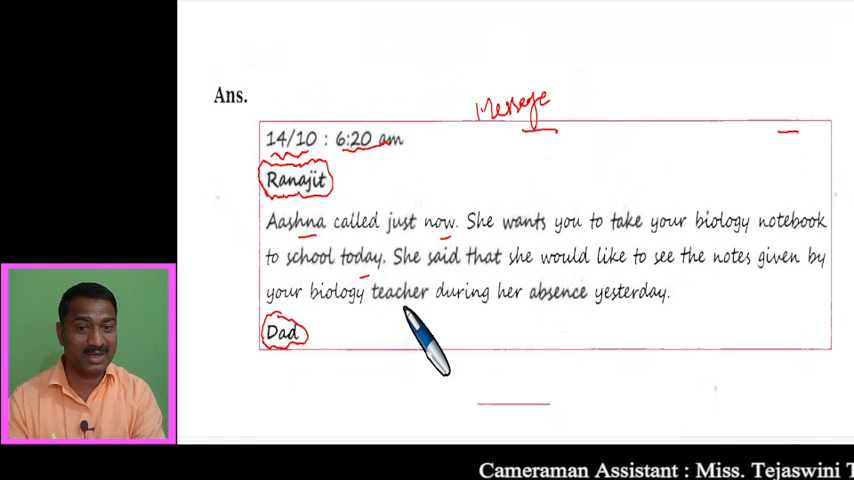 Message
Ans.
14/10 : 6:20 am
Ranajit
Aashna called just now. She wants you to take your biology notebook
to school today. She said that she would like to see the notes given by
your biology teacher during her absence yesterday.
Dad
Cameraman Assistant : Miss. Tejaswini T